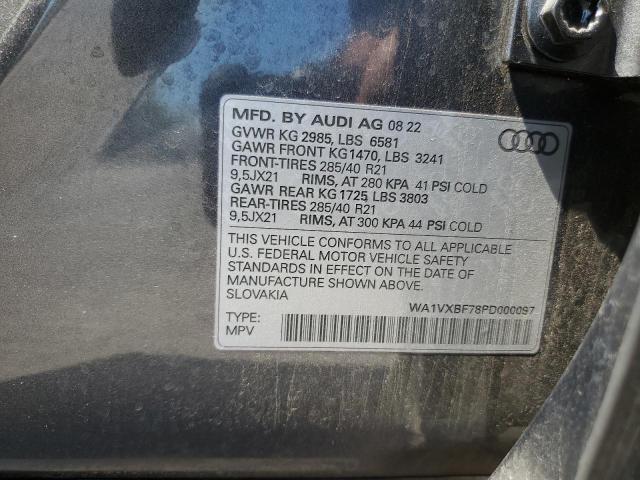 MFD. BY AUDI AG 08 22
GVWR KG 2985, LBS 6581
GAWR FRONT KG1470, LBS 3241
FRONT-TIRES 285/40 R21
9,5JX21 RIMS, AT 280 KPA 41 PSI COLD
GAWR REAR KG 1725, LBS 3803
REAR-TIRES 285/40 R21
9,5JX21 RIMS, AT 300 KPA 44 PSI COLD
THIS VEHICLE CONFORMS TO ALL APPLICABLE
U.S. FEDERAL MOTOR VEHICLE SAFETY
STANDARDS IN EFFECT ON THE DATE OF
MANUFACTURE SHOWN ABOVE.
SLOVAKIA
WA1VXBF78PD000097
TYPE:
MPV